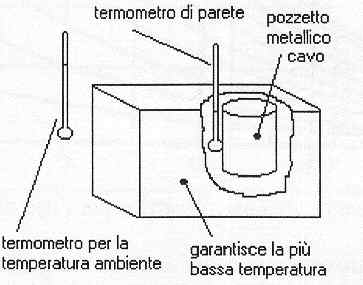 termometro di parete
pozzetto
metallico
cavo
termometro per la
temperatura ambiente
garantisce la più
bassa temperatura